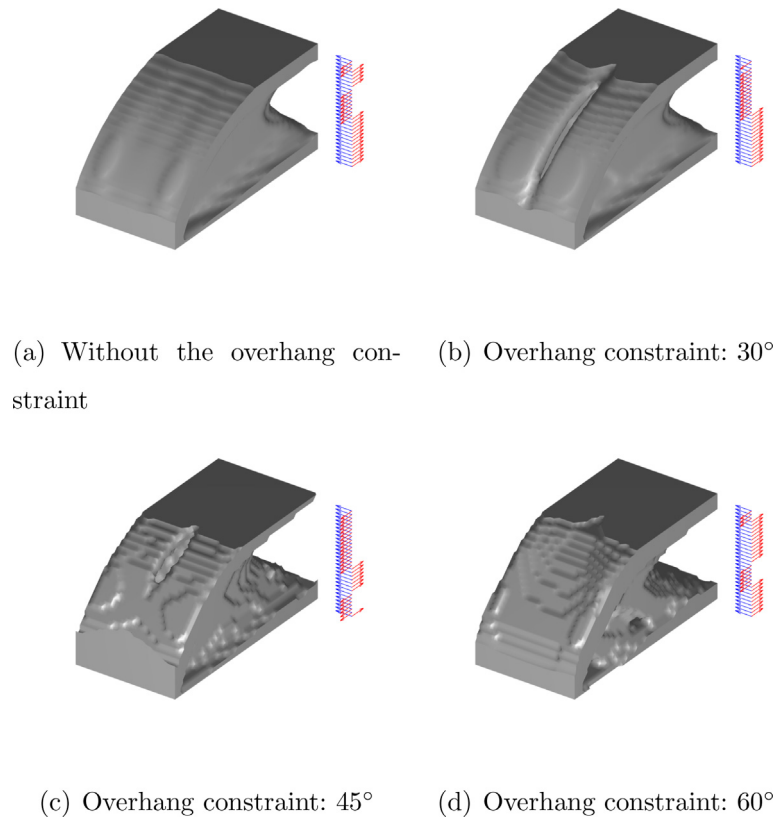 (a) Without the overhang con-
straint
(b) Overhang constraint: 30°
(c) Overhang constraint: 45°
(d) Overhang constraint: 60°